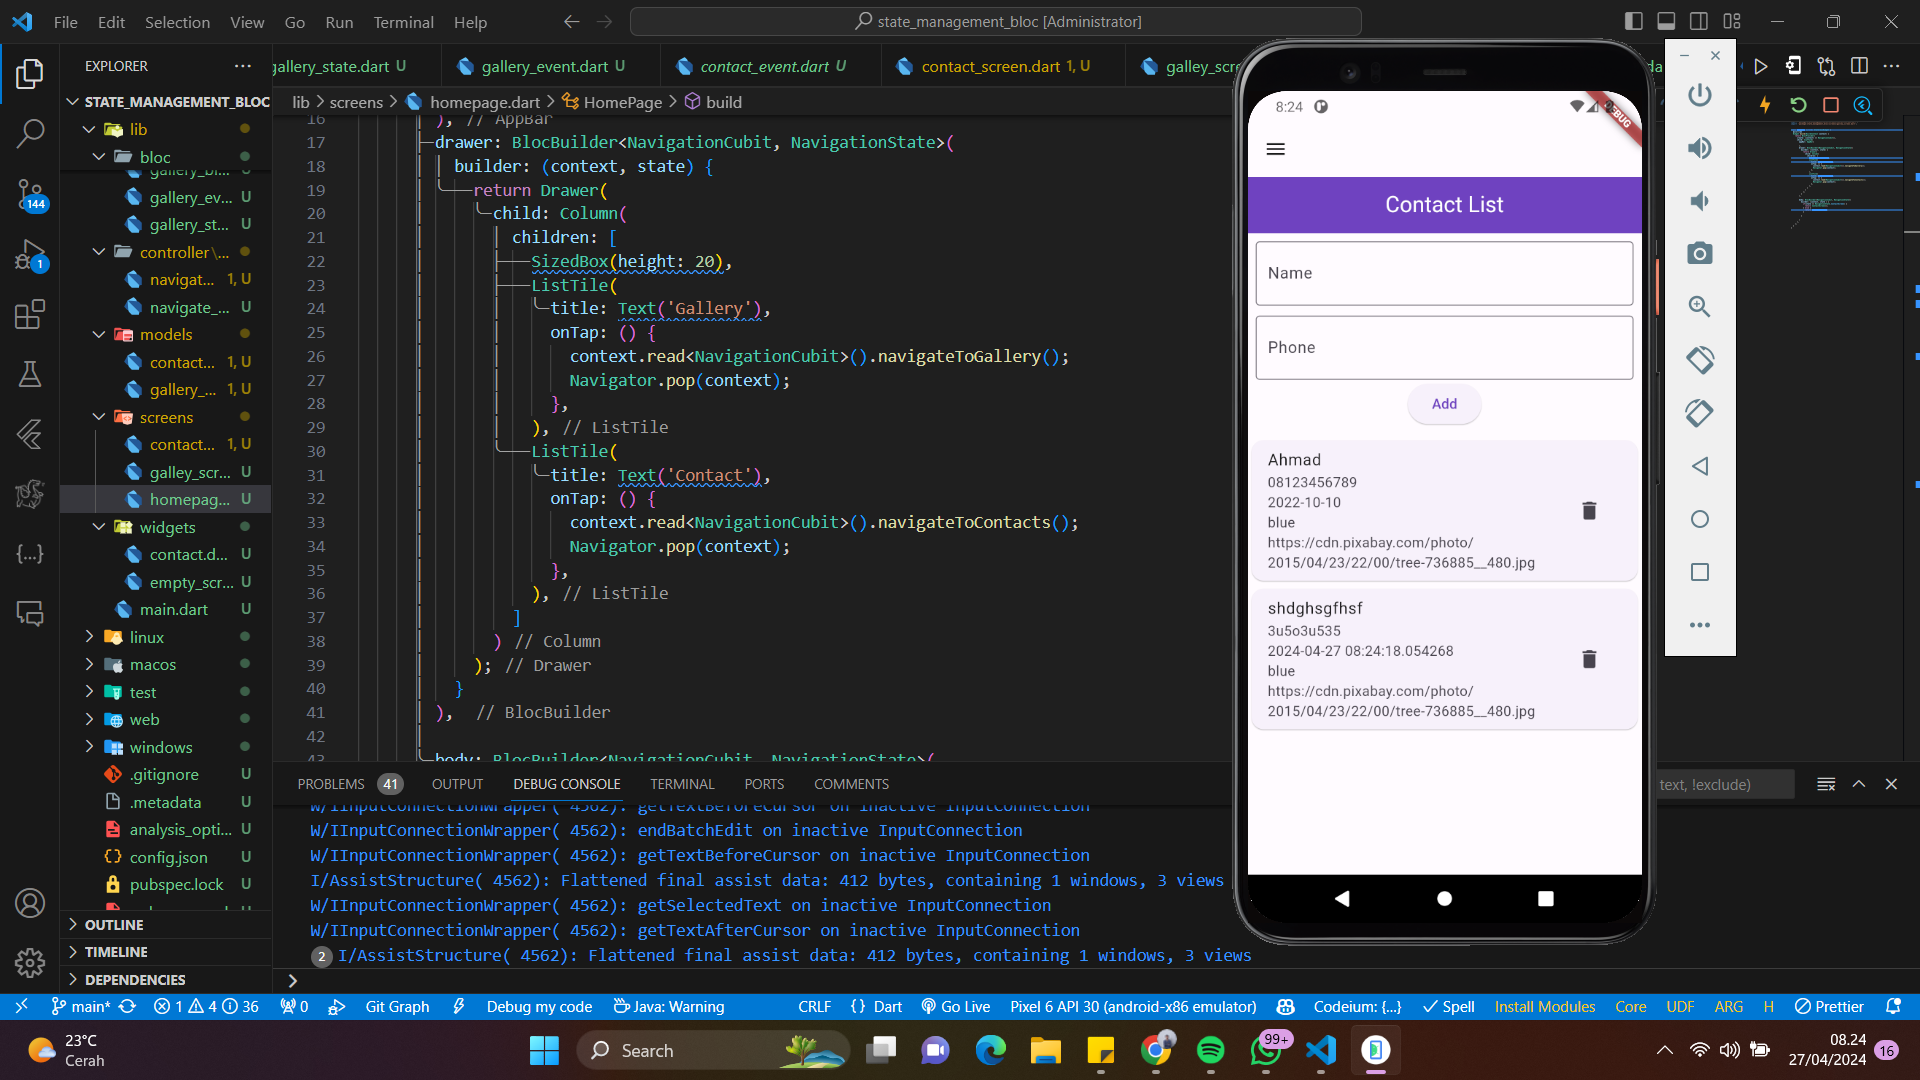 File Edit Selection View Go Run Terminal Help
state_management_bloc [Administrator]
EXPLORER
gallery_state.dart U
gallery_event.dart U
contact_event.dart U
contact_screen.dart 1, U
STATE_MANAGEMENT_BLOC
lib > screens > homepage.dart > HomePage > build
lib
bloc
gallery_ev... U
gallery_st... U
controller\...
navigat... 1, U
navigate_... U
models
contact... 1, U
gallery_... 1, U
screens
contact... 1, U
galley_scr... U
homepag... U
widgets
contact.d... U
empty_scr... U
main.dart U
linux
macos
test
web
windows
.gitignore U
.metadata U
analysis_opti... U
config.json U
pubspec.lock U
OUTLINE
TIMELINE
DEPENDENCIES
144
1
16 ), // AppBar
17 drawer: BlocBuilder<NavigationCubit, NavigationState>(
18 builder: (context, state) {
19 return Drawer(
20 child: Column(
21 children: [
22 SizedBox(height: 20),
23 ListTile(
24 title: Text('Gallery'),
25 onTap: () {
26 context.read<NavigationCubit>().navigateToGallery();
27 Navigator.pop(context);
28 },
29 ), // ListTile
30 ListTile(
31 title: Text('Contact'),
32 onTap: () {
33 context.read<NavigationCubit>().navigateToContacts();
34 Navigator.pop(context);
35 },
36 ), // ListTile
37 ]
38 ) // Column
39 ); // Drawer
40 }
41 ), // BlocBuilder
42
43 body: BlocBuilder<NavigationCubit, NavigationState>(
8:24
Contact List
Name
Phone
Add
Ahmad
08123456789
2022-10-10
blue
https://cdn.pixabay.com/photo/
2015/04/23/22/00/tree-736885__480.jpg
shdghsgfhsf
3u5o3u535
2024-04-27 08:24:18.054268
blue
https://cdn.pixabay.com/photo/
2015/04/23/22/00/tree-736885__480.jpg
PROBLEMS 41 OUTPUT DEBUG CONSOLE TERMINAL PORTS COMMENTS
text, !exclude)
W/IInputConnectionWrapper( 4562): getTextBeforeCursor on inactive InputConnection
W/IInputConnectionWrapper( 4562): endBatchEdit on inactive InputConnection
W/IInputConnectionWrapper( 4562): getTextBeforeCursor on inactive InputConnection
I/AssistStructure( 4562): Flattened final assist data: 412 bytes, containing 1 windows, 3 views
W/IInputConnectionWrapper( 4562): getSelectedText on inactive InputConnection
W/IInputConnectionWrapper( 4562): getTextAfterCursor on inactive InputConnection
2 I/AssistStructure( 4562): Flattened final assist data: 412 bytes, containing 1 windows, 3 views
main* 1 4 36 0 Git Graph Debug my code Java: Warning CRLF {} Dart Go Live Pixel 6 API 30 (android-x86 emulator) Codeium: {...} Spell Install Modules Core UDF ARG H Prettier
23°C
Cerah
Search
99+
08.24
27/04/2024
16